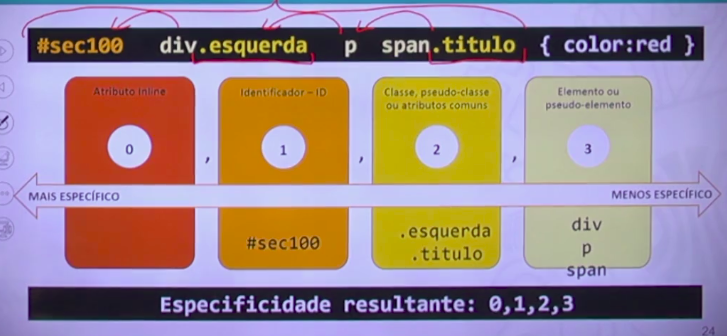 #sec100 div.esquerda p span.titulo { color:red }
Atributo Inline
Identificador – ID
Classe, pseudo-classe
ou atributos comuns
Elemento ou
pseudo-elemento
0 , 1 , 2 , 3
MAIS ESPECÍFICO
MENOS ESPECÍFICO
#sec100
.esquerda
.titulo
div
p
span
Especificidade resultante: 0,1,2,3
24